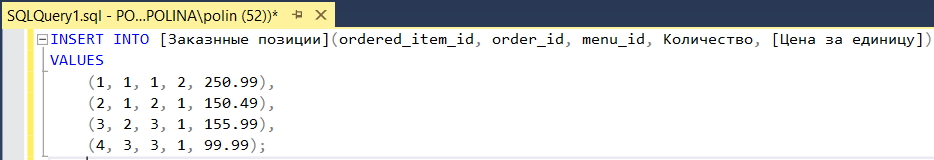 SQLQuery1.sql - PO...POLINA\polin (52))*
INSERT INTO [Заказнные позиции](ordered_item_id, order_id, menu_id, Количество, [Цена за единицу])
VALUES
(1, 1, 1, 2, 250.99),
(2, 1, 2, 1, 150.49),
(3, 2, 3, 1, 155.99),
(4, 3, 3, 1, 99.99);